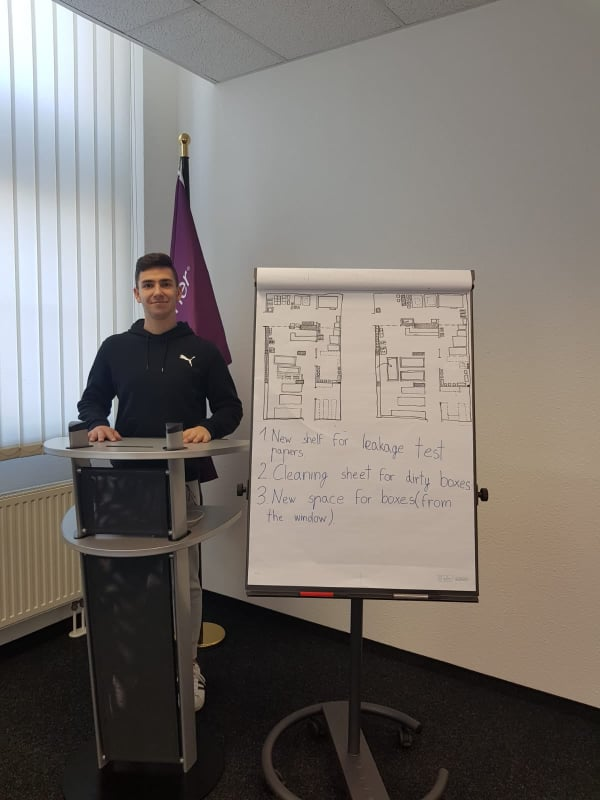 1. New shelf for leakage test
papers
2. Cleaning sheet for dirty boxes
3. New space for boxes(from
the window)